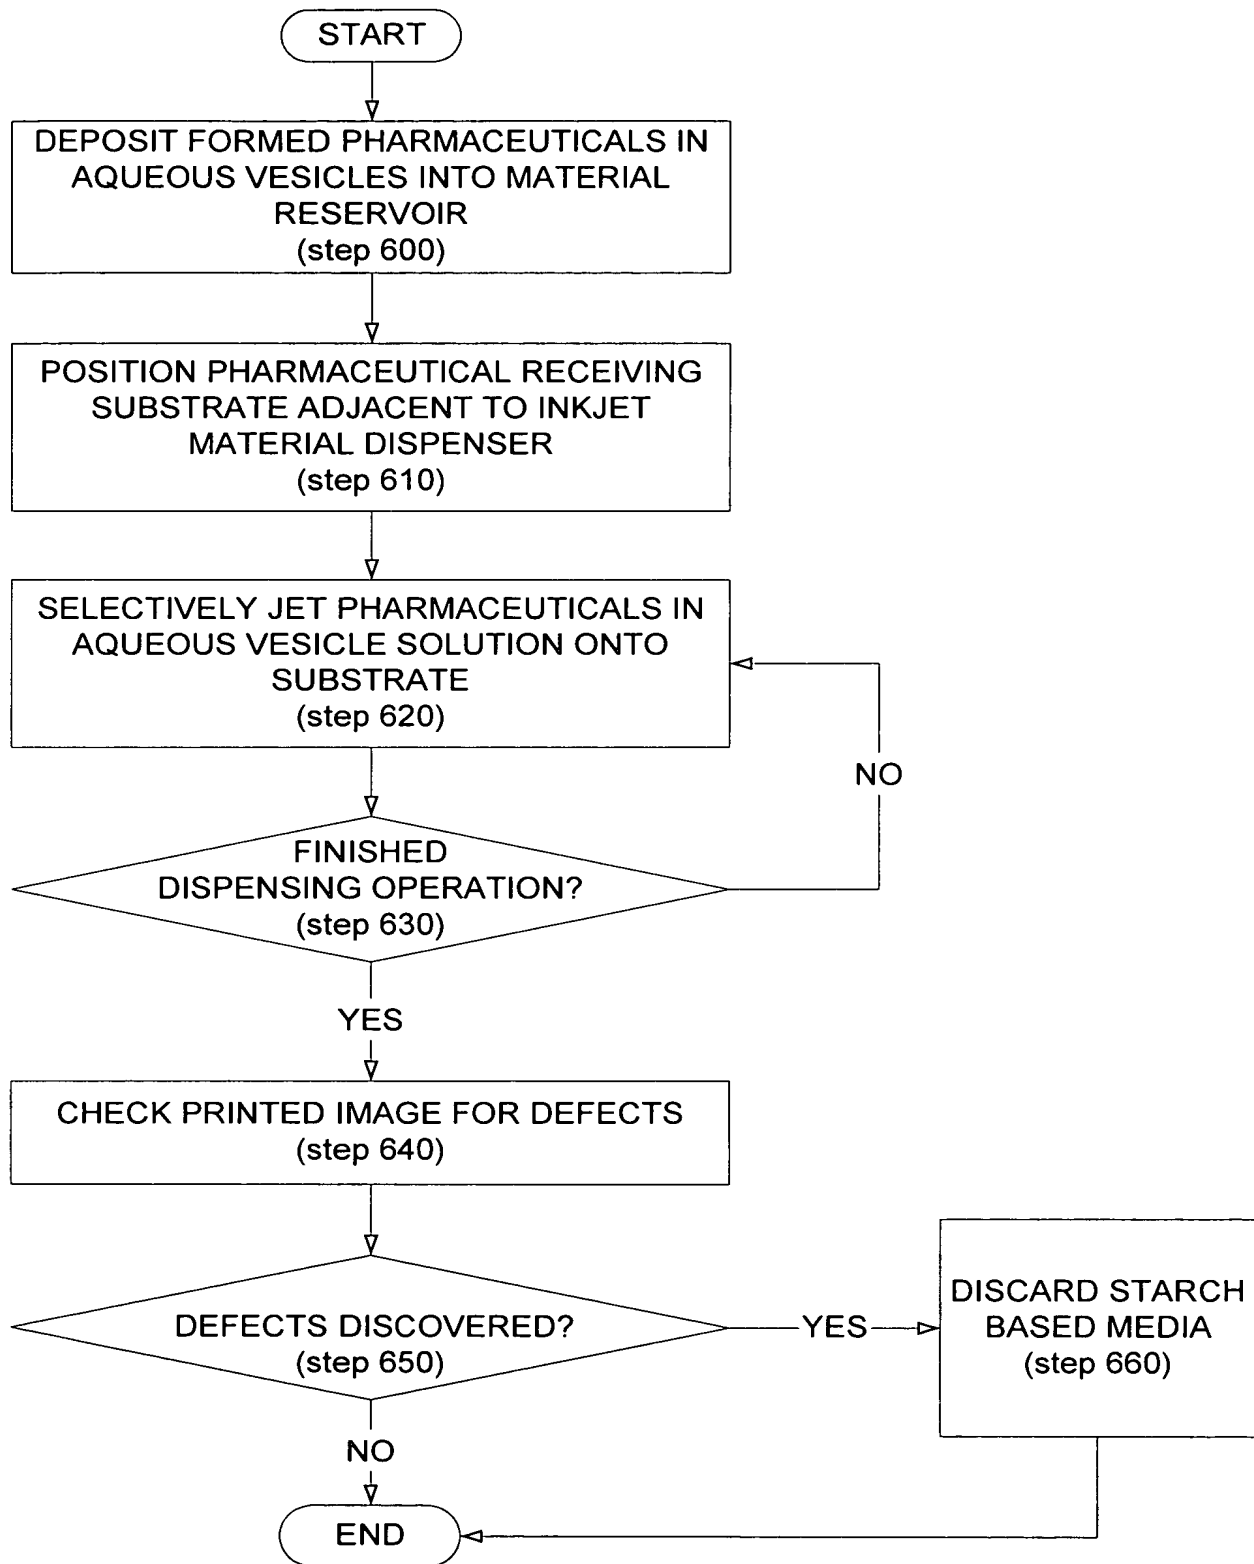 START
DEPOSIT FORMED PHARMACEUTICALS IN
AQUEOUS VESICLES INTO MATERIAL
RESERVOIR
(step 600)
POSITION PHARMACEUTICAL RECEIVING
SUBSTRATE ADJACENT TO INKJET
MATERIAL DISPENSER
(step 610)
SELECTIVELY JET PHARMACEUTICALS IN
AQUEOUS VESICLE SOLUTION ONTO
SUBSTRATE
(step 620)
NO
FINISHED
DISPENSING OPERATION?
(step 630)
YES
CHECK PRINTED IMAGE FOR DEFECTS
(step 640)
DEFECTS DISCOVERED?
(step 650)
YES
DISCARD STARCH
BASED MEDIA
(step 660)
NO
END